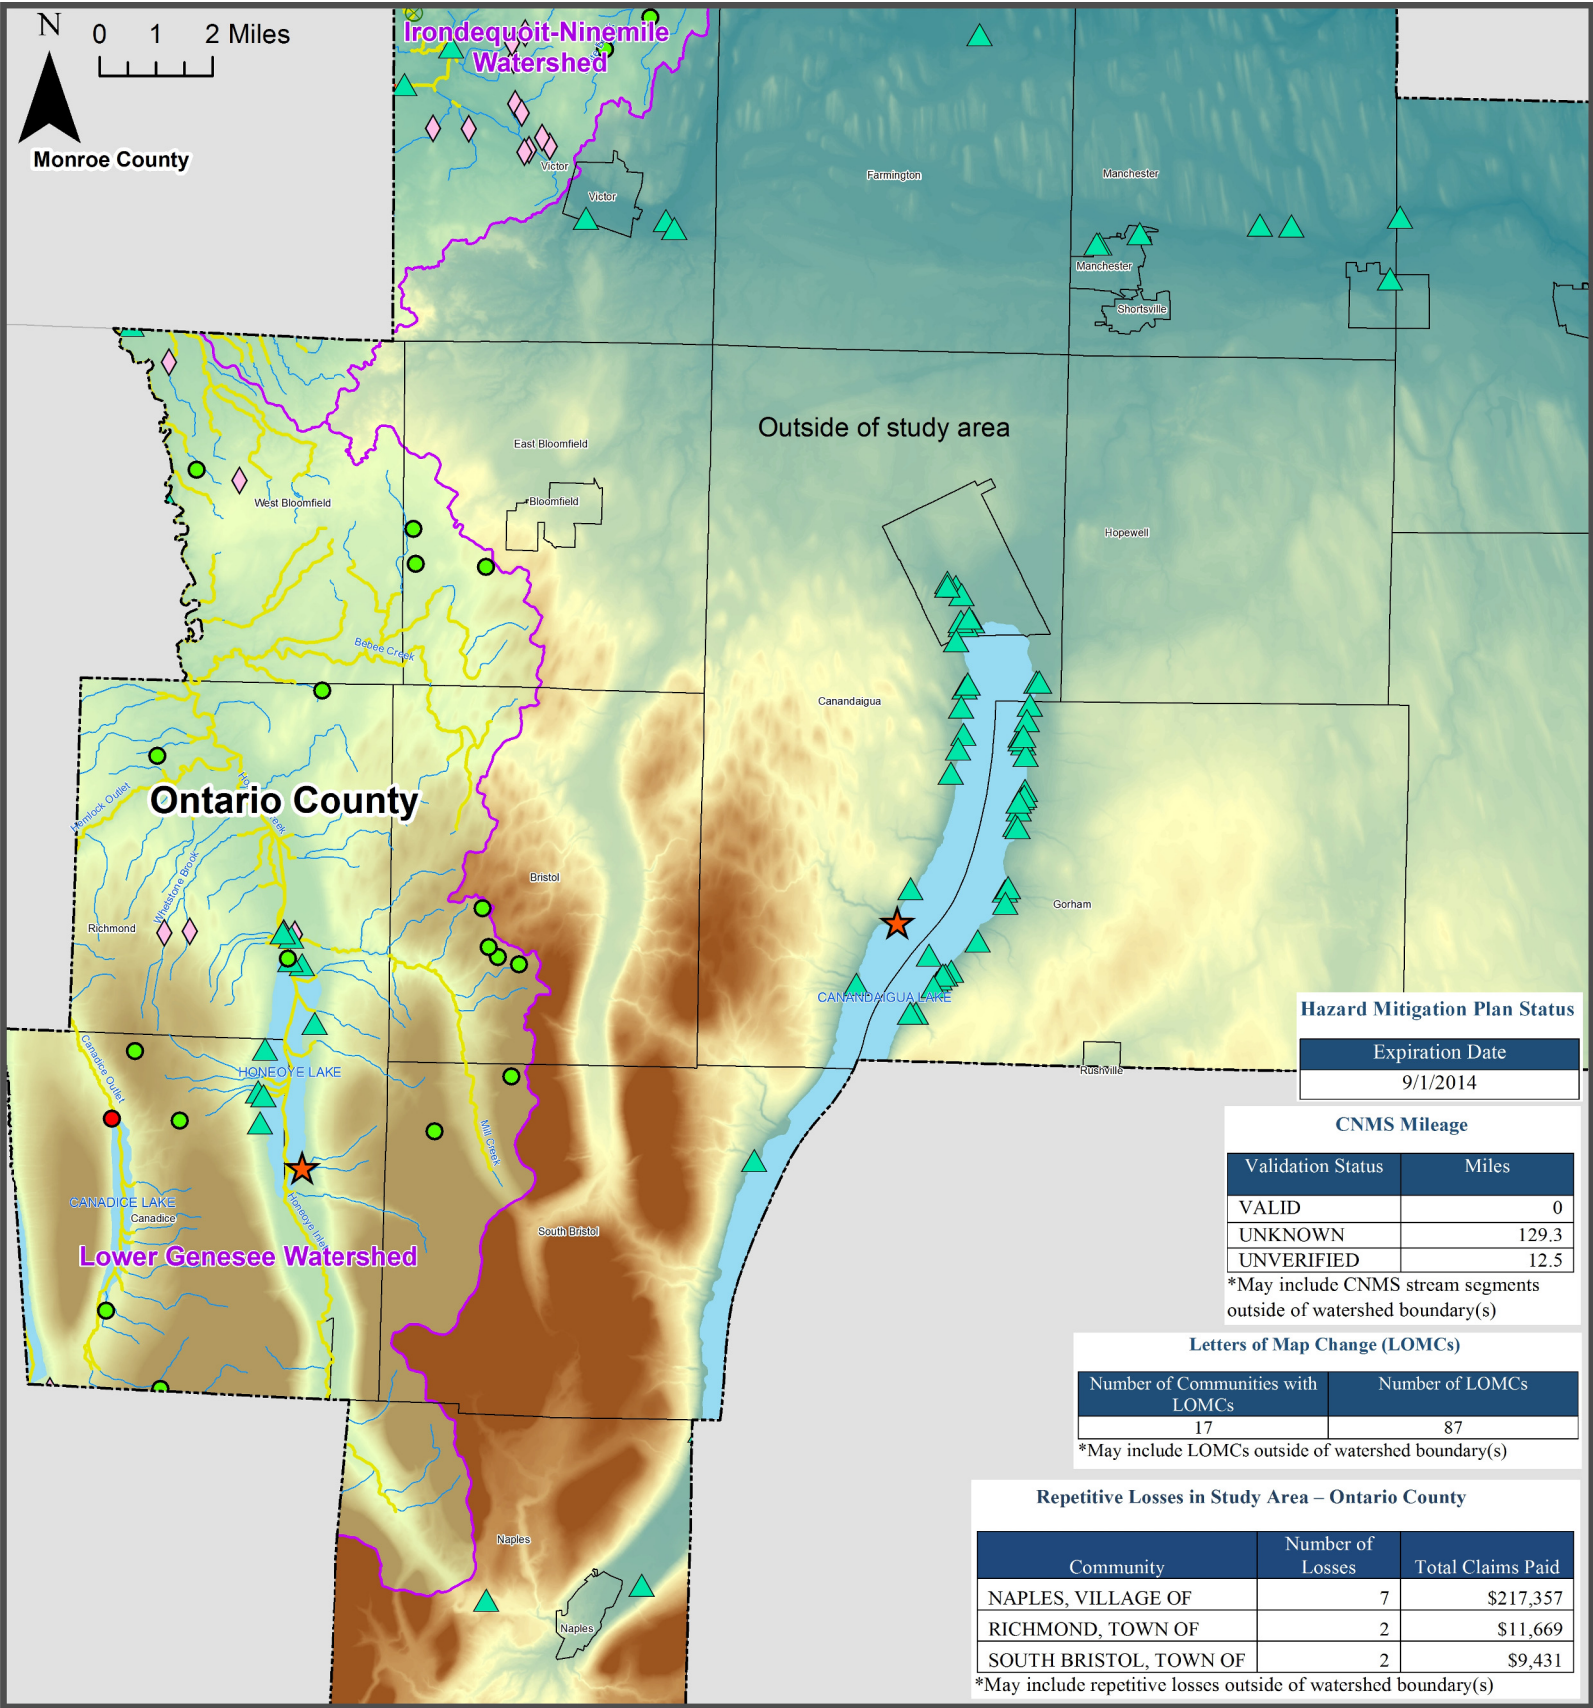 N
0 1 2 Miles
Monroe County
Irondequoit-Ninemile
Watershed
Victor
Victor
Farmington
Manchester
Manchester
Shortsville
Outside of study area
East Bloomfield
Bloomfield
West Bloomfield
Hopewell
Bebee Creek
Canandaigua
Ontario County
Hemlock Outlet
Whetstone Brook
Bristol
Richmond
Gorham
CANANDAIGUA LAKE
Canadice Outlet
HONEOYE LAKE
Rushville
Mill Creek
CANADICE LAKE
Canadice
Honeoye Inlet
South Bristol
Lower Genesee Watershed
Naples
Naples
Hazard Mitigation Plan Status
Expiration Date
9/1/2014
CNMS Mileage
Validation Status Miles
VALID 0
UNKNOWN 129.3
UNVERIFIED 12.5
*May include CNMS stream segments
outside of watershed boundary(s)
Letters of Map Change (LOMCs)
Number of Communities with
LOMCs Number of LOMCs
17 87
*May include LOMCs outside of watershed boundary(s)
Repetitive Losses in Study Area – Ontario County
Community Number of
Losses Total Claims Paid
NAPLES, VILLAGE OF 7 $217,357
RICHMOND, TOWN OF 2 $11,669
SOUTH BRISTOL, TOWN OF 2 $9,431
*May include repetitive losses outside of watershed boundary(s)